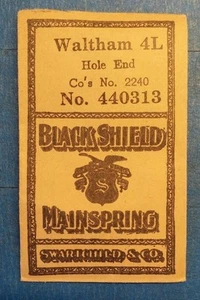 Waltham 4L
Hole End
Co's No. 2240
No. 440313
BLACK SHIELD
S
MAINSPRING
SWARTCHILD & CO.